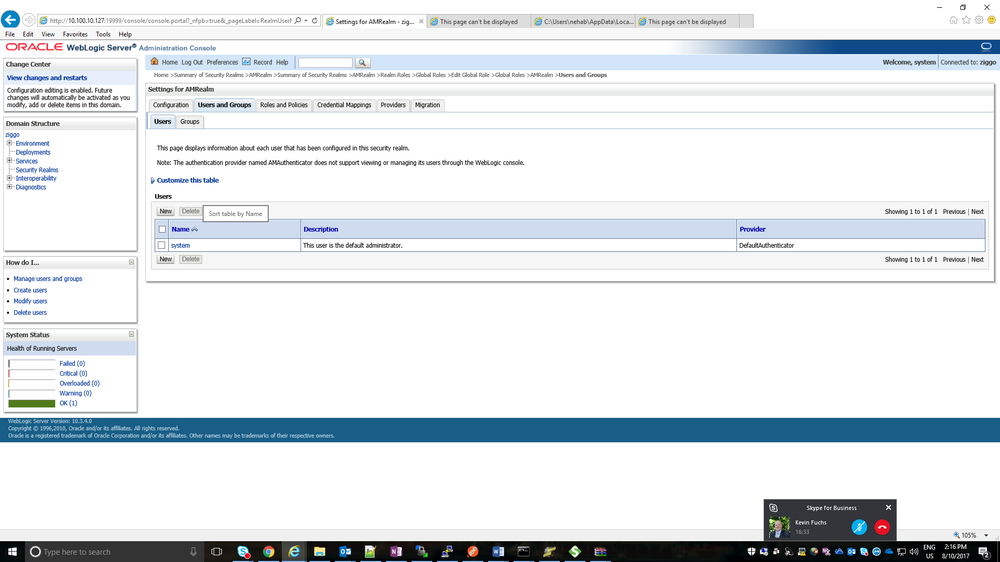 http://10.100.10.127:19999/console/console.portal?_nfpb=true&_pageLabel=RealmUserM
Settings for AMRealm - zig...
This page can't be displayed
C:\Users\nehab\AppData\Loca...
This page can't be displayed
File Edit View Favorites Tools Help
ORACLE WebLogic Server® Administration Console
Change Center
View changes and restarts
Configuration editing is enabled. Future
changes will automatically be activated as you
modify, add or delete items in this domain.
Domain Structure
ziggo
Environment
Deployments
Services
Security Realms
Interoperability
Diagnostics
How do I...
Manage users and groups
Create users
Modify users
Delete users
System Status
Health of Running Servers
Failed (0)
Critical (0)
Overloaded (0)
Warning (0)
OK (1)
Home Log Out Preferences Record Help
Welcome, system Connected to: ziggo
Home >Summary of Security Realms >AMRealm >Summary of Security Realms >AMRealm >Realm Roles >Global Roles >Edit Global Role >Global Roles >AMRealm >Users and Groups
Settings for AMRealm
Configuration Users and Groups Roles and Policies Credential Mappings Providers Migration
Users Groups
This page displays information about each user that has been configured in this security realm.
Note: The authentication provider named AMAuthenticator does not support viewing or managing its users through the WebLogic console.
Customize this table
Users
New Delete Sort table by Name Showing 1 to 1 of 1 Previous | Next
Name Description Provider
system This user is the default administrator. DefaultAuthenticator
New Delete Showing 1 to 1 of 1 Previous | Next
WebLogic Server Version: 10.3.4.0
Copyright © 1996,2010, Oracle and/or its affiliates. All rights reserved.
Oracle is a registered trademark of Oracle Corporation and/or its affiliates. Other names may be trademarks of their respective owners.
Skype for Business
Kevin Fuchs
16:33
105%
Type here to search
ENG
US
2:16 PM
8/10/2017
2